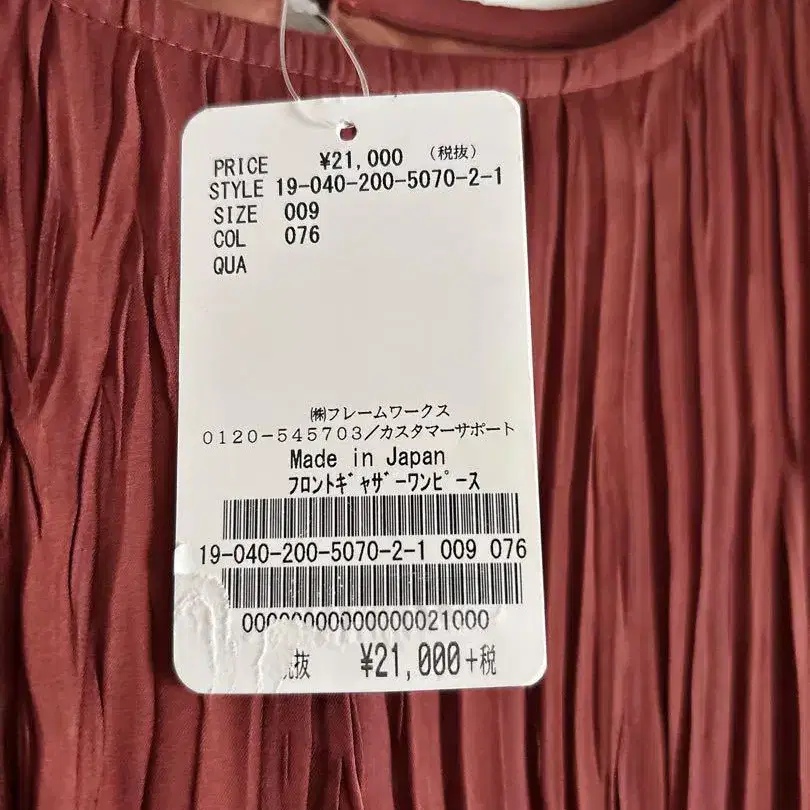 PRICE ¥21,000 (税抜)
STYLE 19-040-200-5070-2-1
SIZE 009
COL 076
QUA
㈱フレームワークス
0120-545703/カスタマーサポート
Made in Japan
フロントギャザーワンピース
19-040-200-5070-2-1 009 076
00000000000000021000
税抜 ¥21,000+税